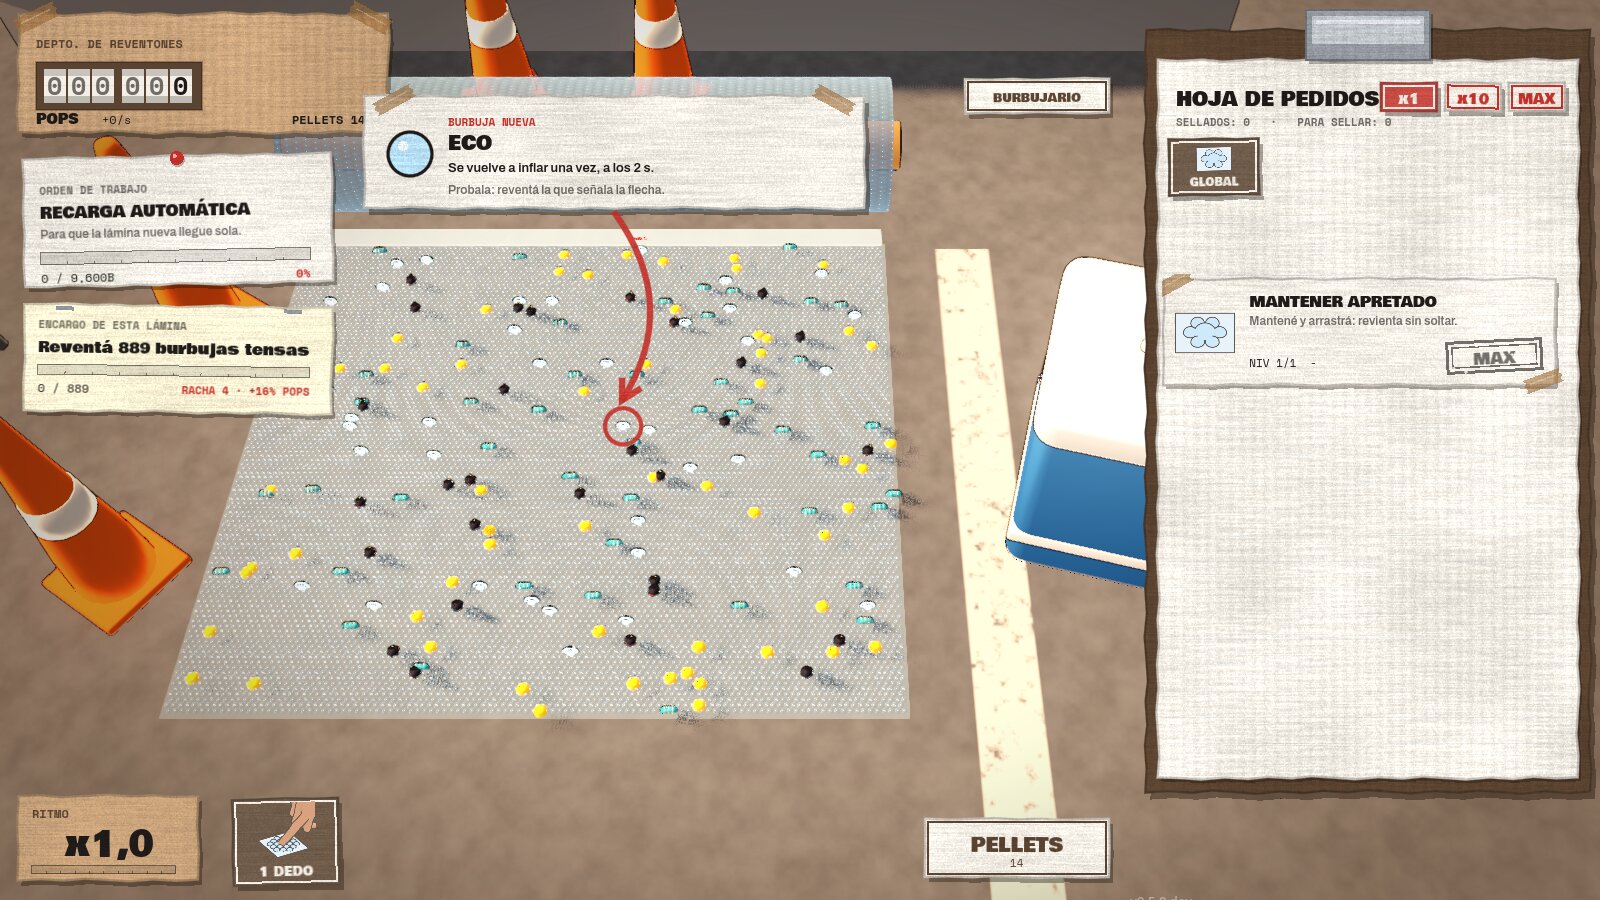 DEPTO. DE REVENTONES
000000
POPS +0/s PELLETS 14
ORDEN DE TRABAJO
RECARGA AUTOMÁTICA
Para que la lámina nueva llegue sola.
0 / 9.600B 0%
ENCARGO DE ESTA LÁMINA
Reventá 889 burbujas tensas
0 / 889 RACHA 4 · +16% POPS
BURBUJA NUEVA
ECO
Se vuelve a inflar una vez, a los 2 s.
Probala: reventá la que señala la flecha.
BURBUJARIO
HOJA DE PEDIDOS x1 x10 MAX
SELLADOS: 0 · PARA SELLAR: 0
GLOBAL
MANTENER APRETADO
Mantené y arrastrá: revienta sin soltar.
NIV 1/1 - MAX
RITMO
x1,0
1 DEDO
PELLETS
14